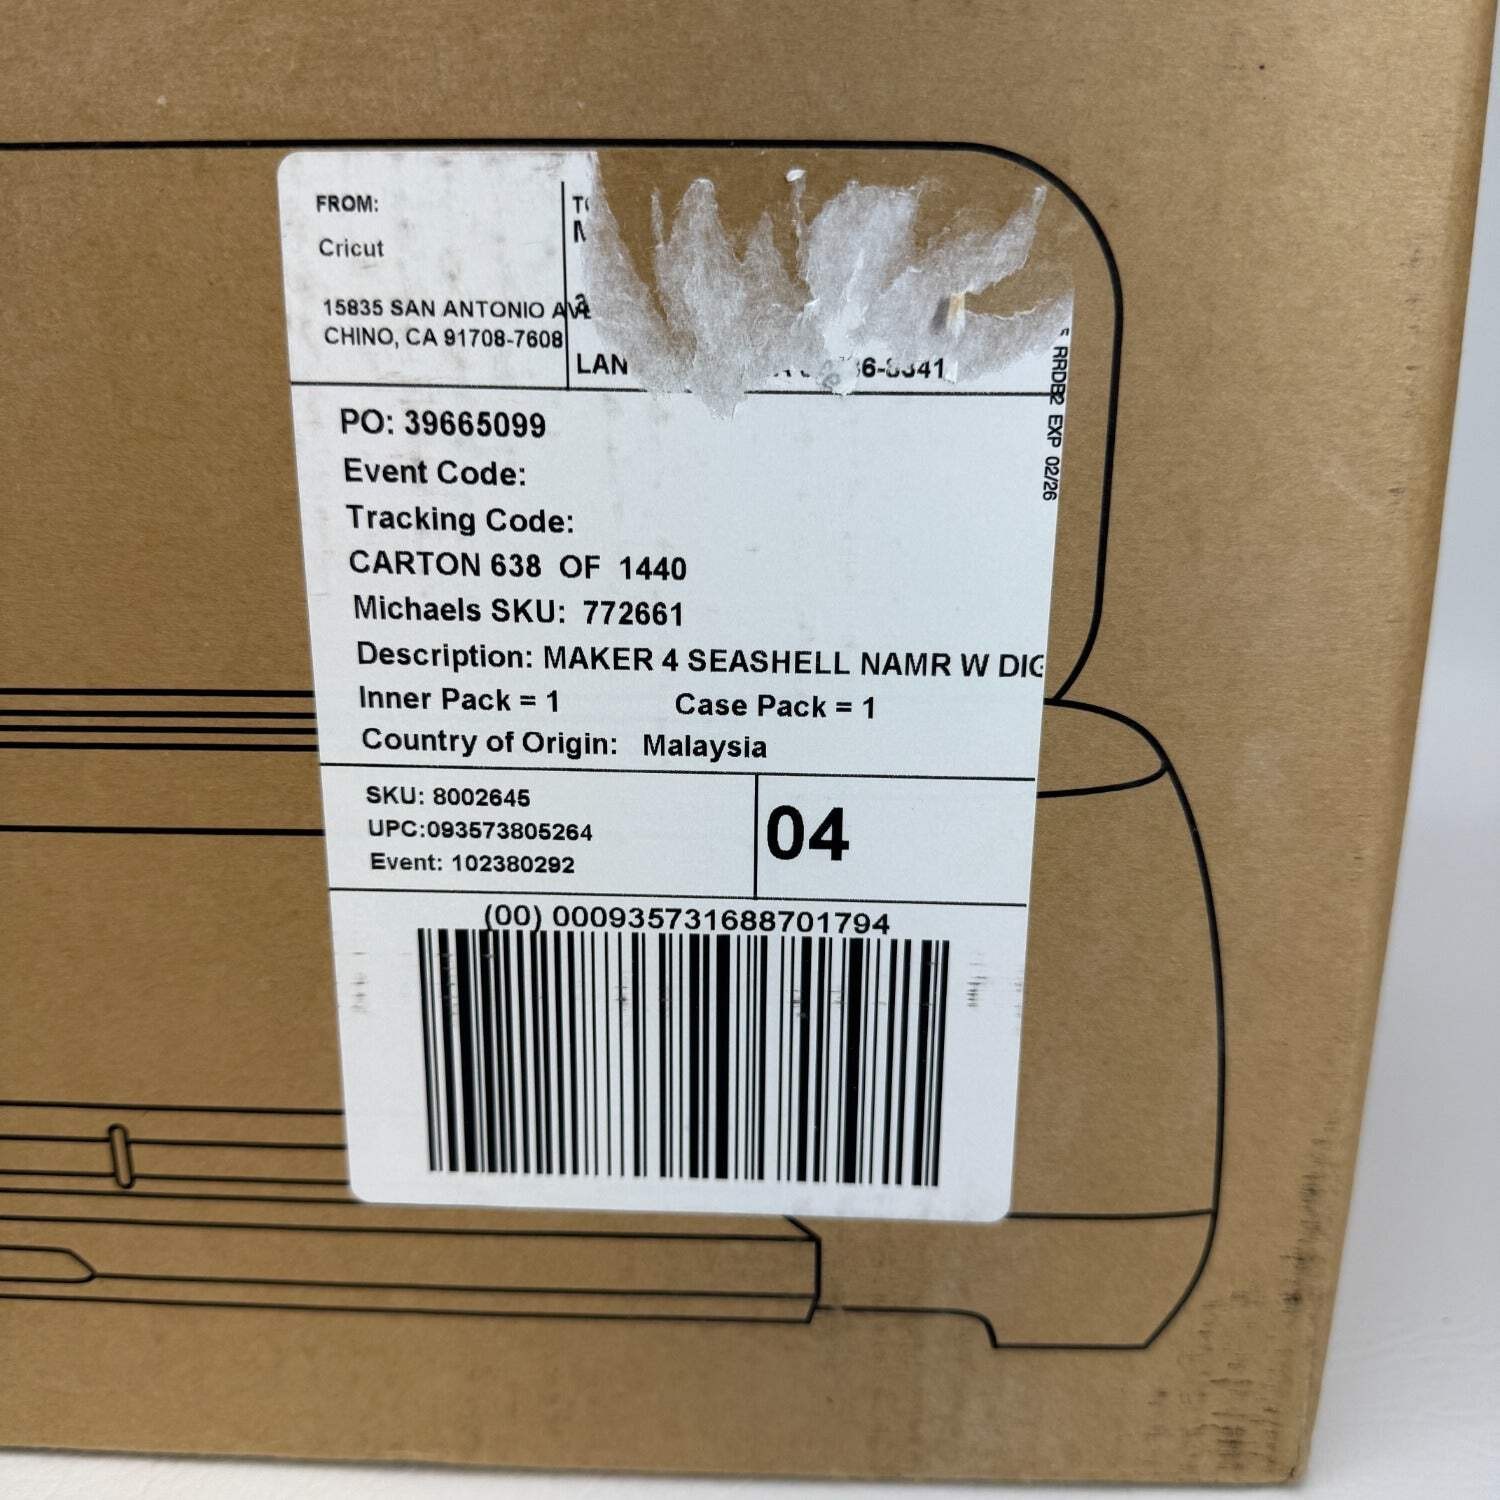 FROM:
Cricut
15835 SAN ANTONIO AVE
CHINO, CA 91708-7608
LAN
RRDB2 EXP 02/26
PO: 39665099
Event Code:
Tracking Code:
CARTON 638 OF 1440
Michaels SKU: 772661
Description: MAKER 4 SEASHELL NAMR W DIG
Inner Pack = 1 Case Pack = 1
Country of Origin: Malaysia
SKU: 8002645
UPC:093573805264
Event: 102380292
04
(00) 000935731688701794